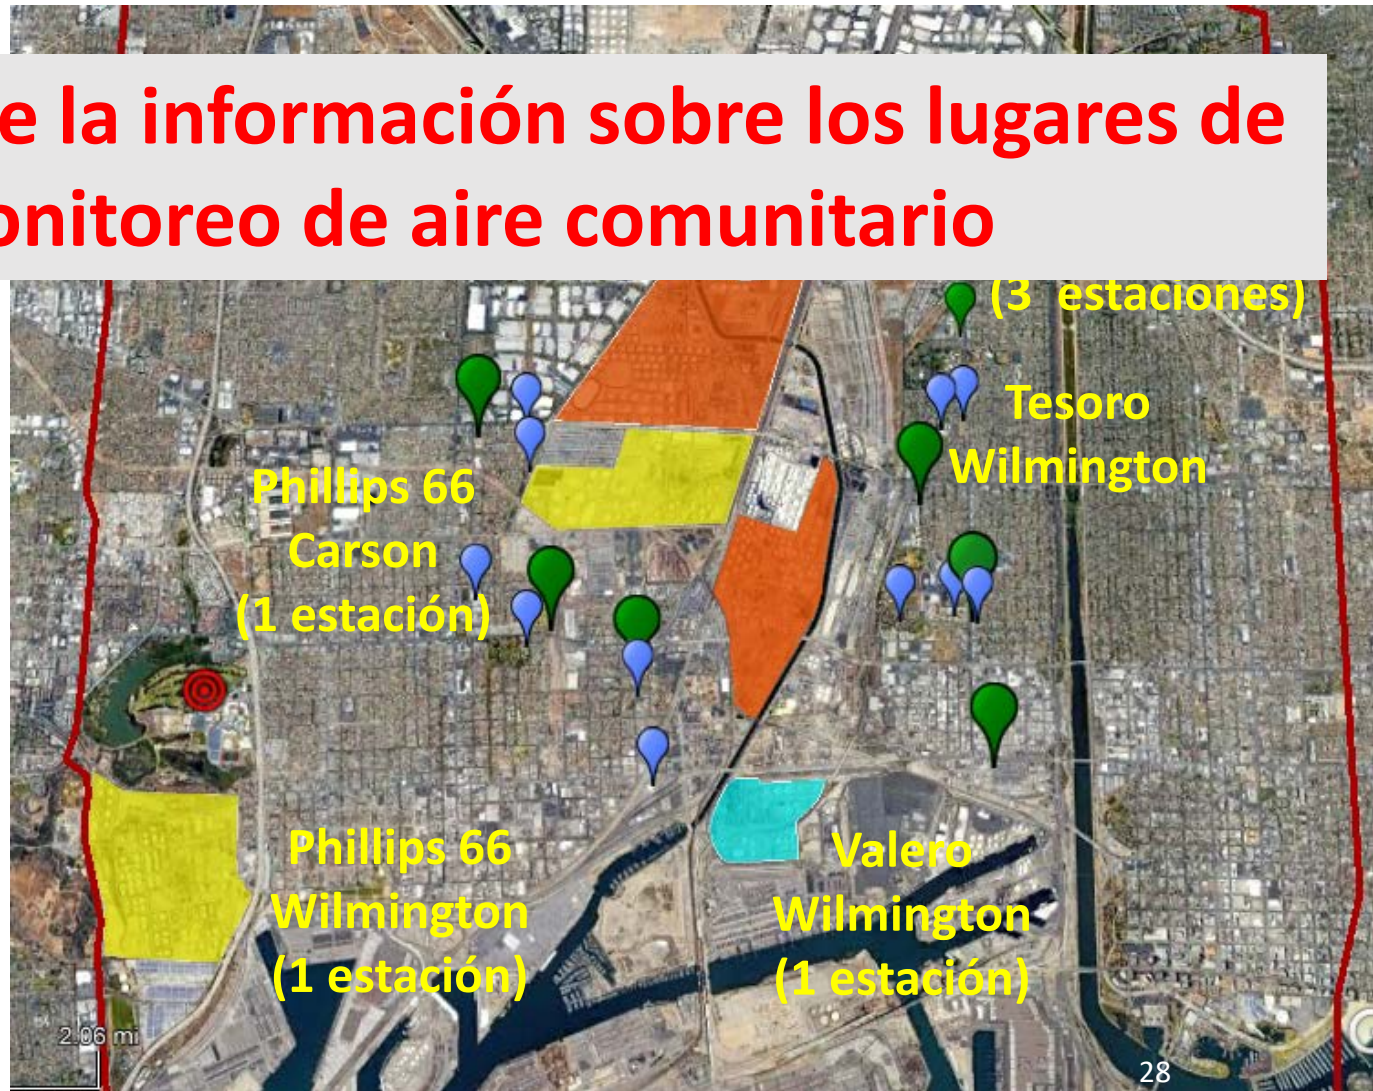 e la información sobre los lugares de
onitoreo de aire comunitario
(3 estaciones)
Tesoro
Wilmington
Phillips 66
Carson
(1 estación)
Phillips 66
Wilmington
(1 estación)
Valero
Wilmington
(1 estación)
2.06 mi
28